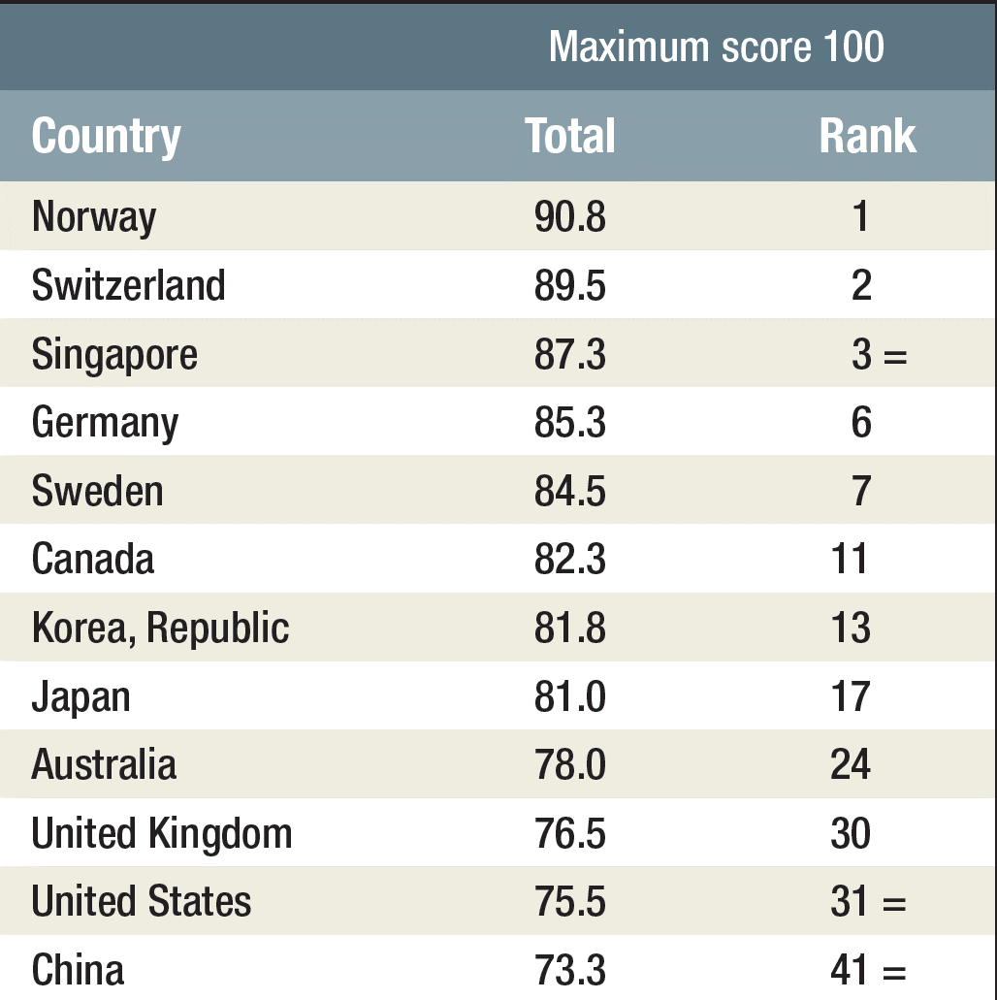 Maximum score 100
Country Total Rank
Norway 90.8 1
Switzerland 89.5 2
Singapore 87.3 3 =
Germany 85.3 6
Sweden 84.5 7
Canada 82.3 11
Korea, Republic 81.8 13
Japan 81.0 17
Australia 78.0 24
United Kingdom 76.5 30
United States 75.5 31 =
China 73.3 41 =